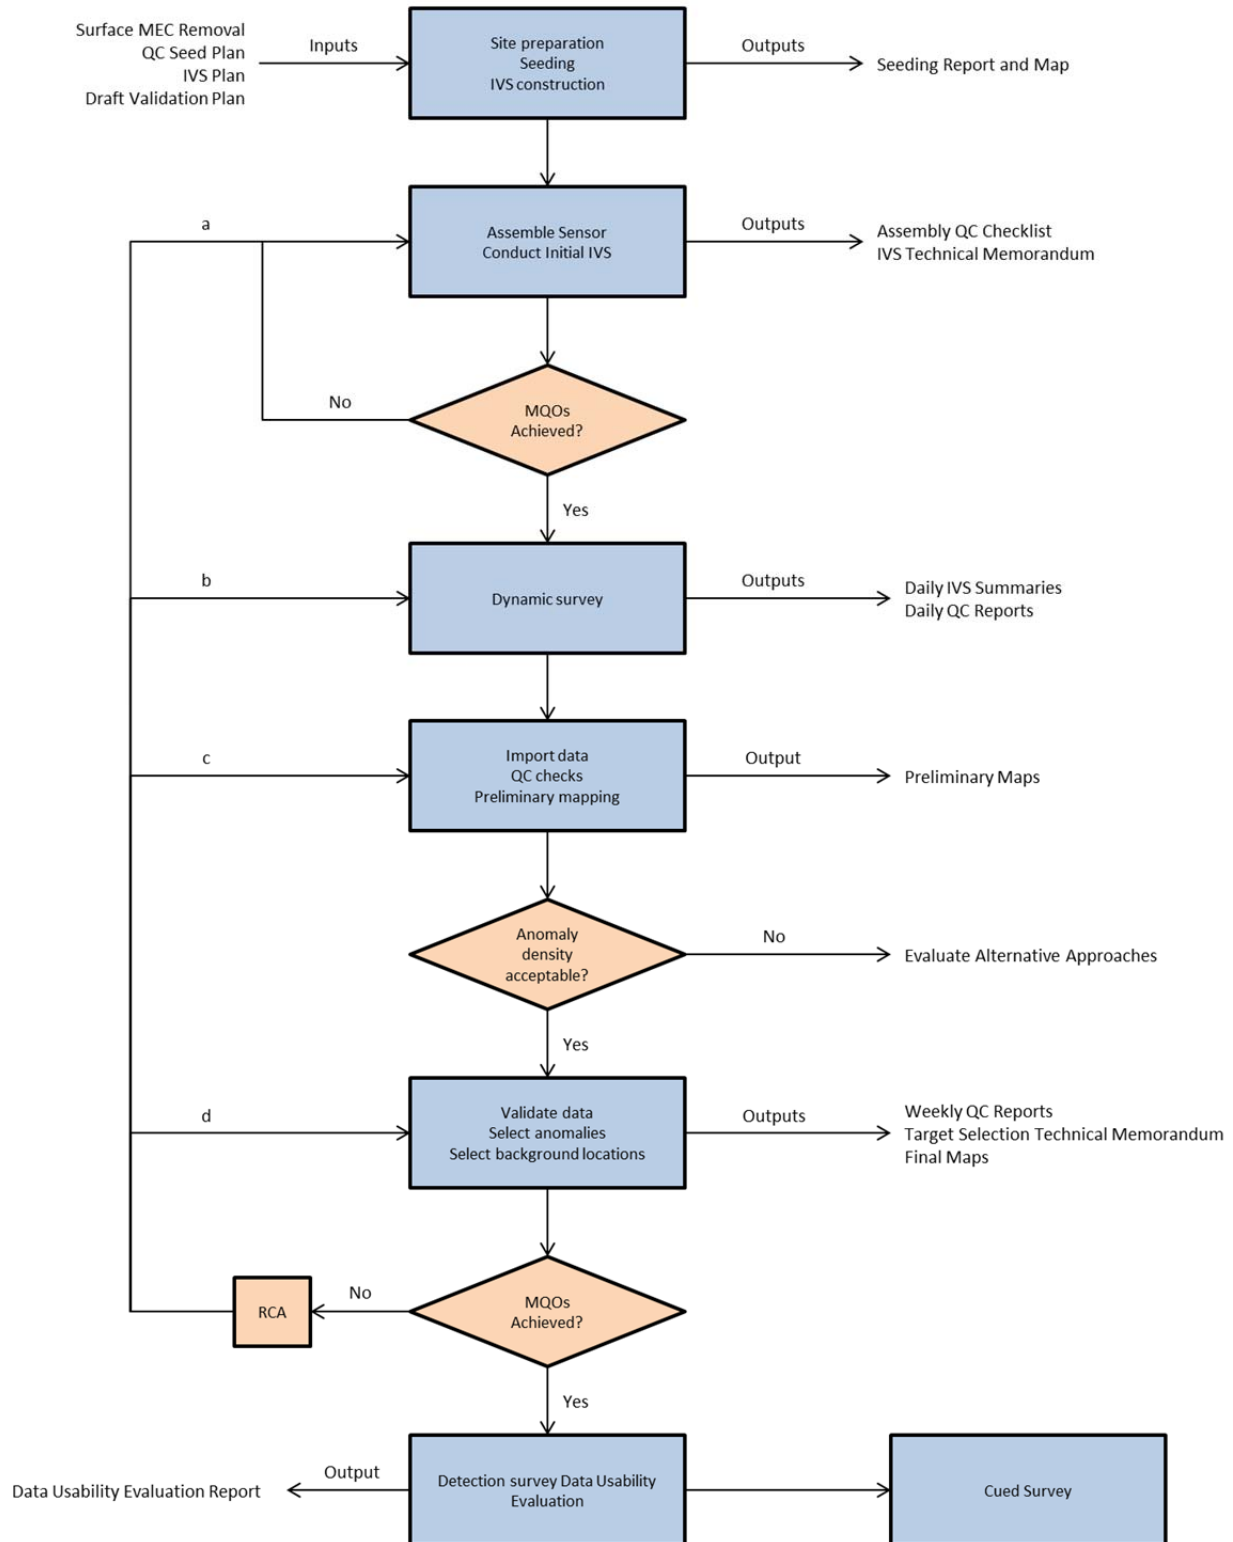 Surface MEC Removal
QC Seed Plan
IVS Plan
Draft Validation Plan
Inputs
Site preparation
Seeding
IVS construction
Outputs
Seeding Report and Map
a
Assemble Sensor
Conduct Initial IVS
Outputs
Assembly QC Checklist
IVS Technical Memorandum
No
MQOs
Achieved?
Yes
b
Dynamic survey
Outputs
Daily IVS Summaries
Daily QC Reports
c
Import data
QC checks
Preliminary mapping
Output
Preliminary Maps
Anomaly
density
acceptable?
No
Evaluate Alternative Approaches
Yes
d
Validate data
Select anomalies
Select background locations
Outputs
Weekly QC Reports
Target Selection Technical Memorandum
Final Maps
RCA
No
MQOs
Achieved?
Yes
Data Usability Evaluation Report
Output
Detection survey Data Usability
Evaluation
Cued Survey